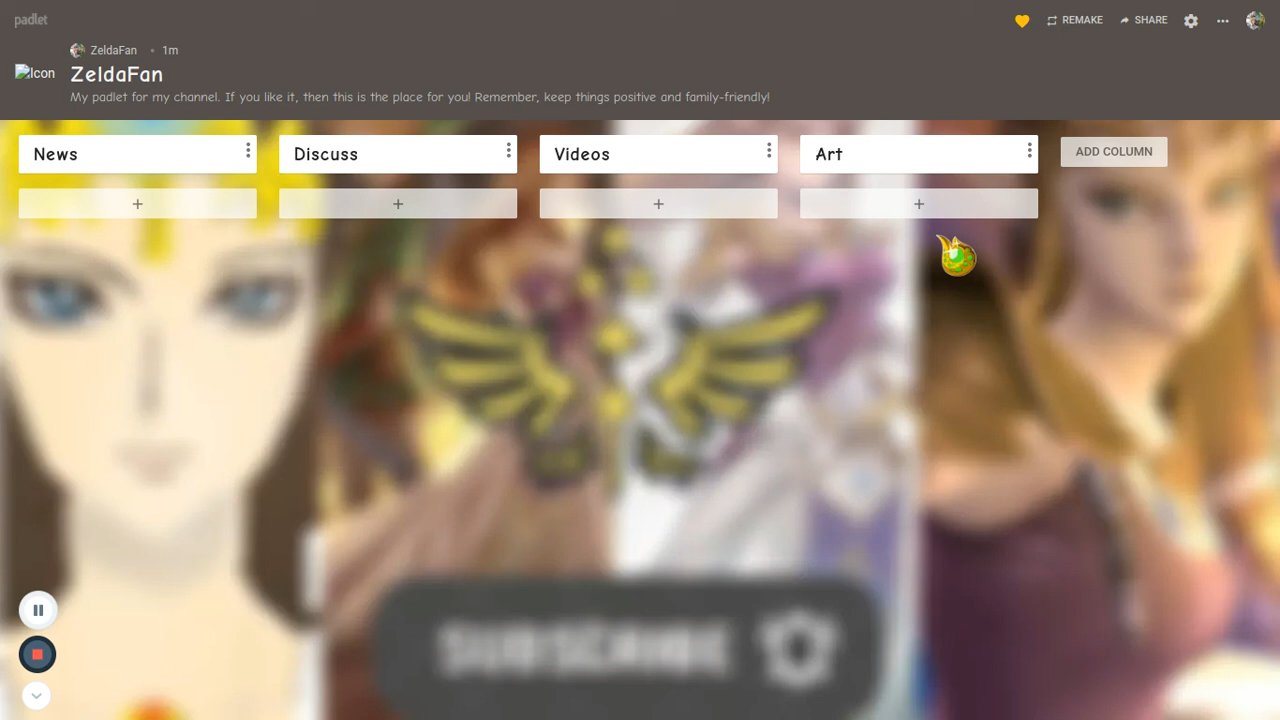 padlet
REMAKE
SHARE
ZeldaFan • 1m
Icon
ZeldaFan
My padlet for my channel. If you like it, then this is the place for you! Remember, keep things positive and family-friendly!
News
Discuss
Videos
Art
ADD COLUMN
SUBSCRIBE